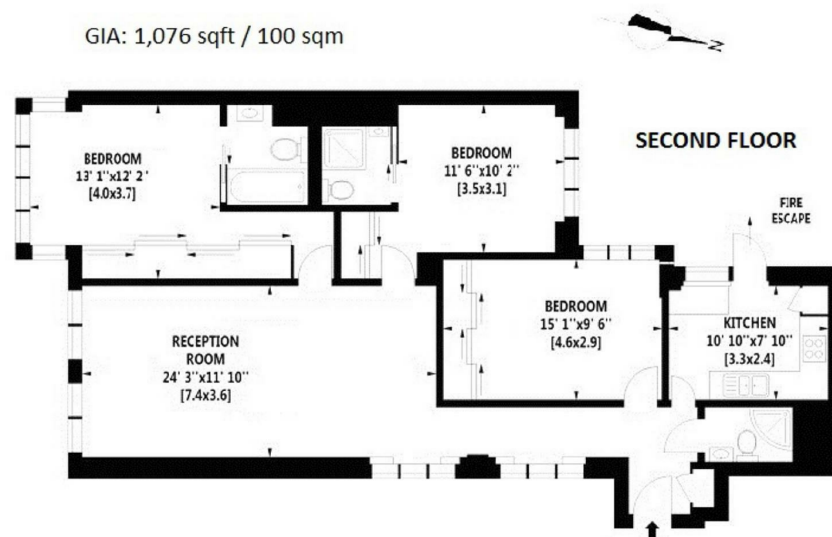 GIA: 1,076 sqft / 100 sqm
N
SECOND FLOOR
BEDROOM
13' 1"x12' 2'
[4.0x3.7]
BEDROOM
11' 6"x10' 2"
[3.5x3.1]
FIRE
ESCAPE
RECEPTION
ROOM
24' 3"x11' 10"
[7.4x3.6]
BEDROOM
15' 1"x9' 6"
[4.6x2.9]
KITCHEN
10' 10"x7' 10"
[3.3x2.4]